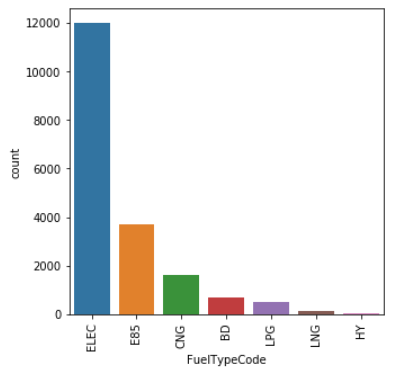 12000
10000
8000
6000
4000
2000
0
count
ELEC
E85
CNG
BD
LPG
LNG
HY
FuelTypeCode